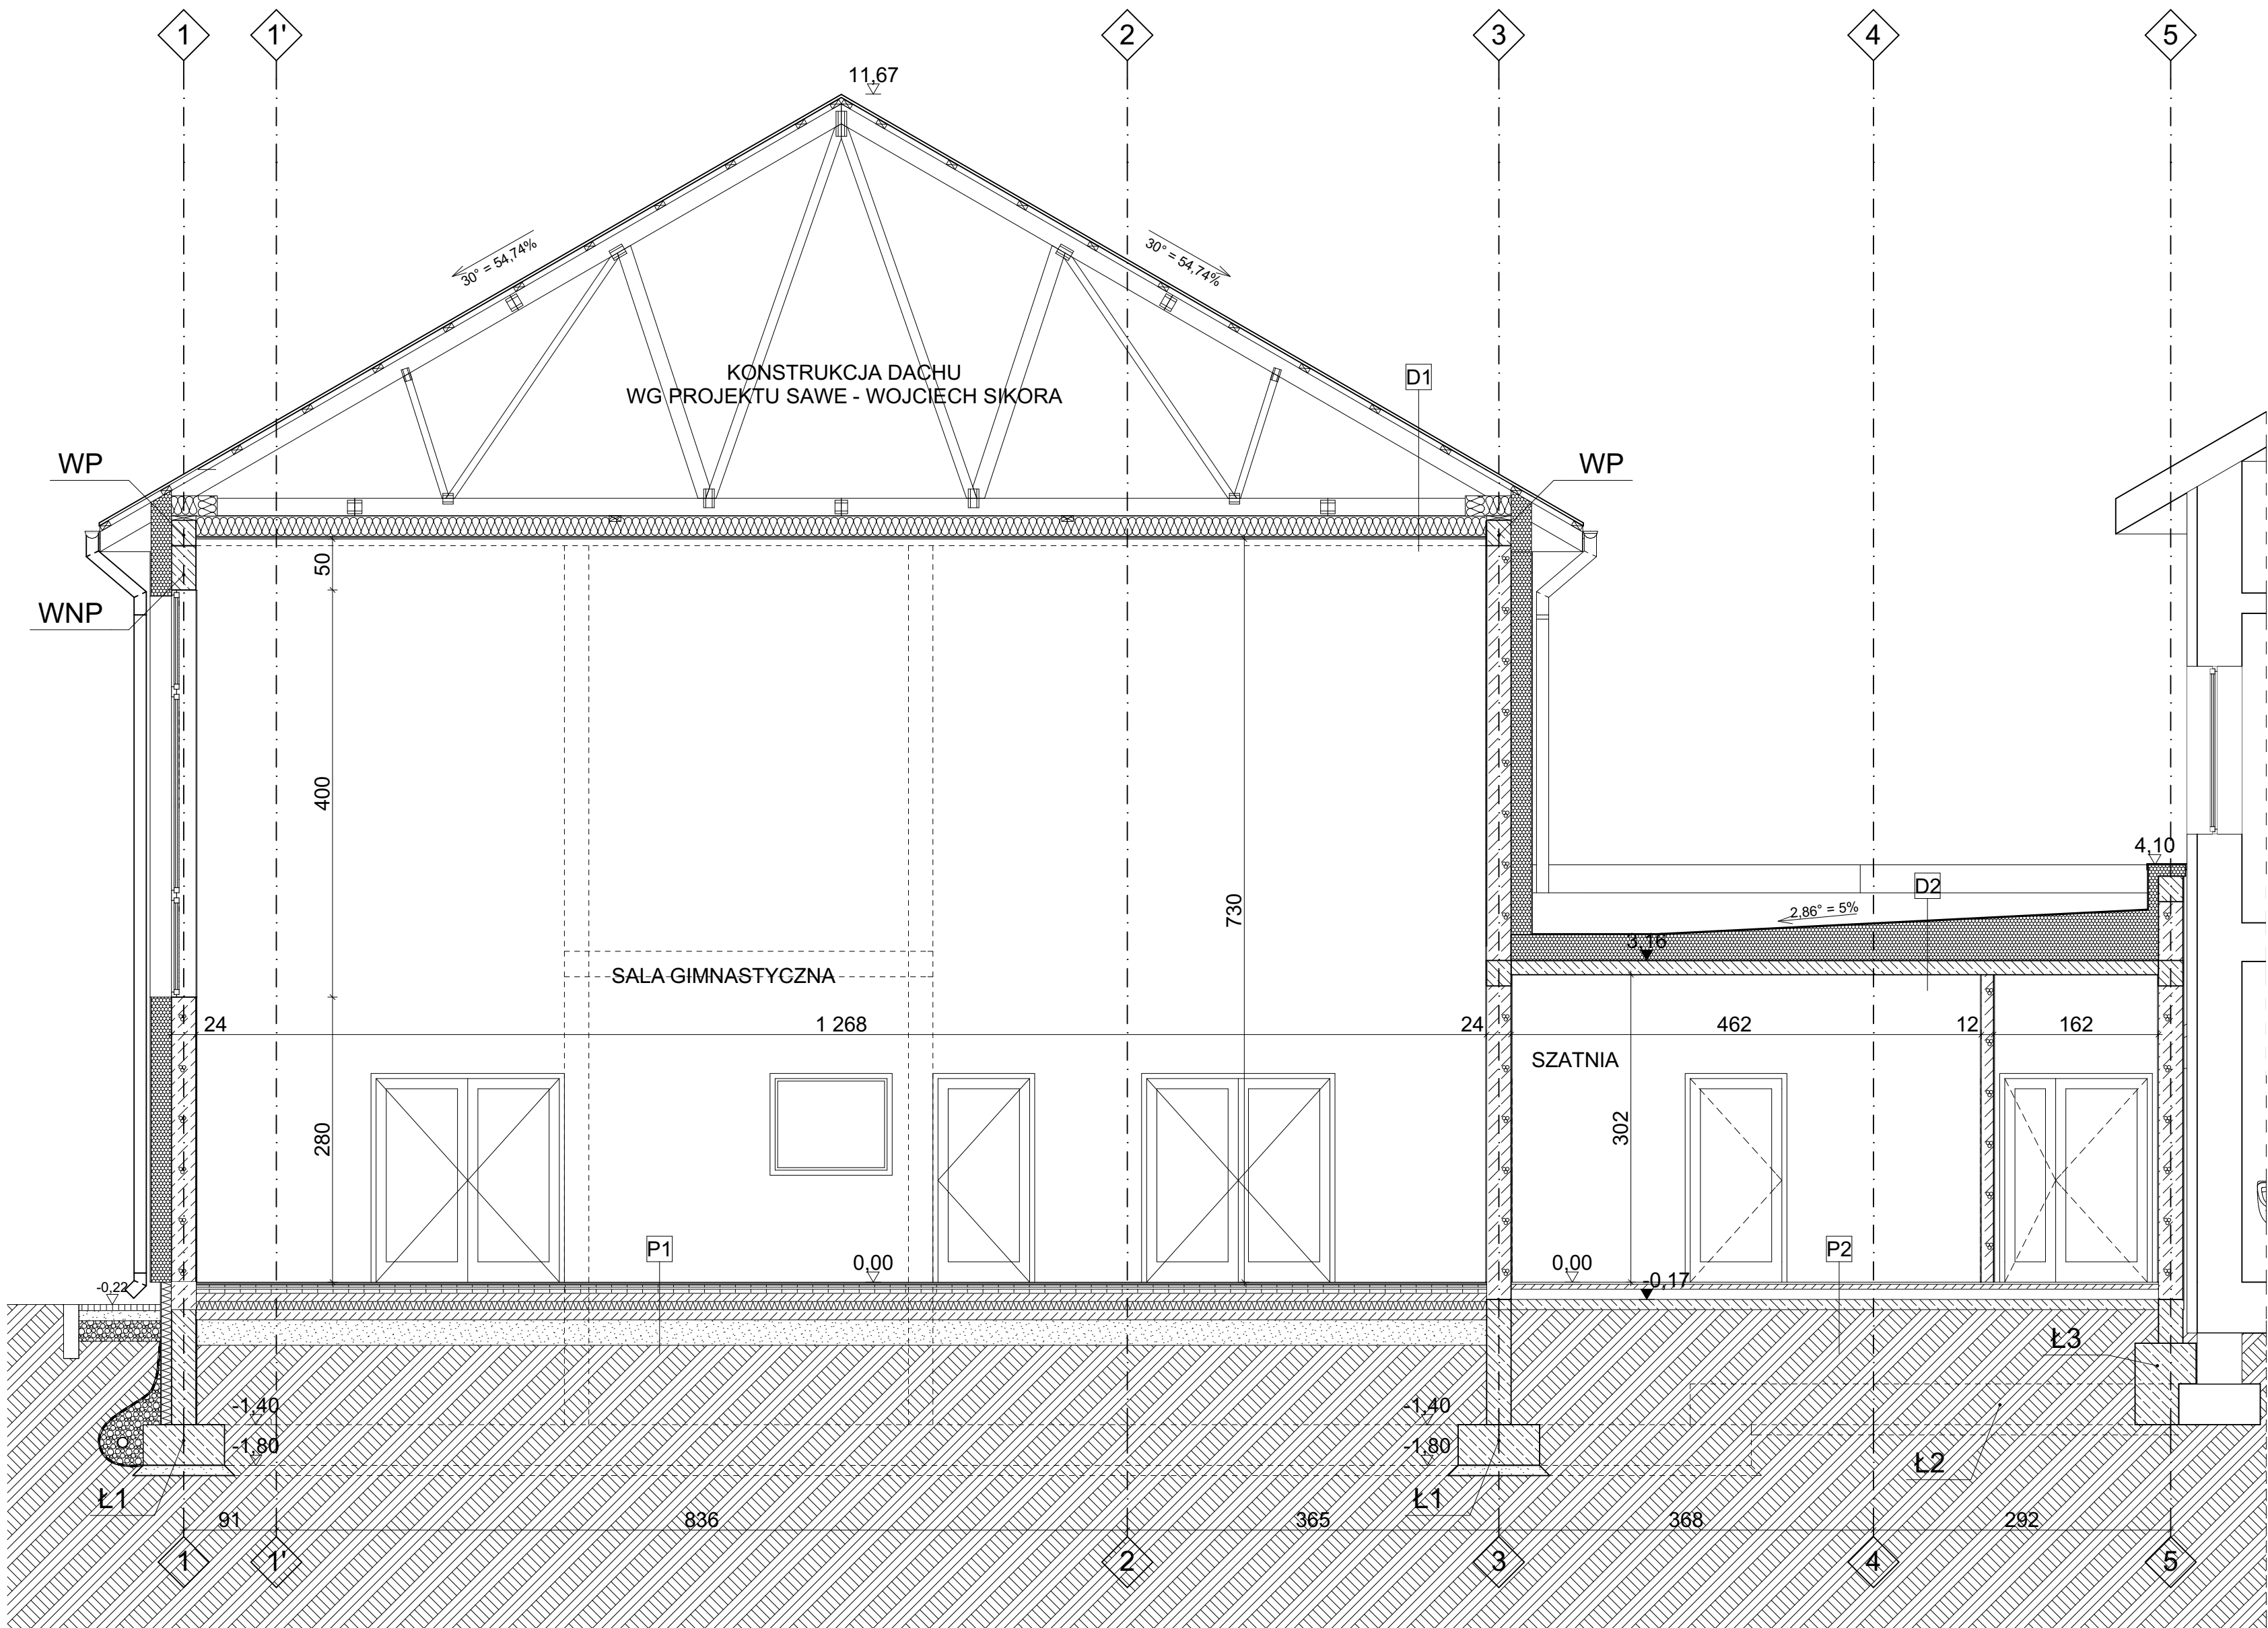 1 1' 2 3 4 5
11,67
30° = 54,74%
30° = 54,74%
KONSTRUKCJA DACHU
WG PROJEKTU SAWE - WOJCIECH SIKORA
D1
WP
WP
50
WNP
400
4,10
D2
2,86° = 5%
730
3,16
SALA GIMNASTYCZNA
24
1 268
24
462
12
162
SZATNIA
280
302
P1
0,00
0,00
P2
-0,17
-0,22
Ł3
-1,40
-1,40
-1,80
-1,80
Ł2
Ł1
Ł1
91
836
365
368
292
1 1' 2 3 4 5